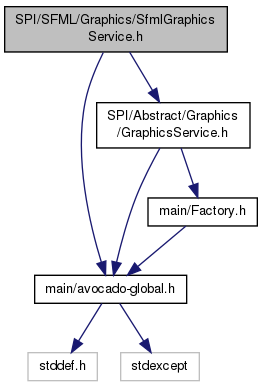 SPI/SFML/Graphics/SfmlGraphics
Service.h
SPI/Abstract/Graphics
/GraphicsService.h
main/Factory.h
main/avocado-global.h
stddef.h
stdexcept